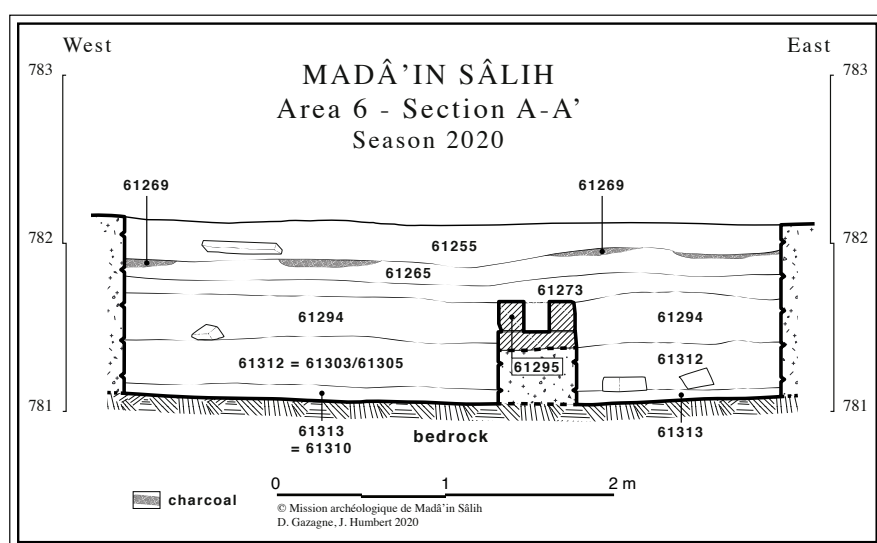 West
East
783
783
MADÂ'IN SÂLIH
Area 6 - Section A-A'
Season 2020
61269
61269
782
782
61255
61265
61273
61294
61294
61312 = 61303/61305
61295
61312
781
781
61313
= 61310
bedrock
61313
charcoal
0 1 2 m
© Mission archéologique de Madâ'in Sâlih
D. Gazagne, J. Humbert 2020